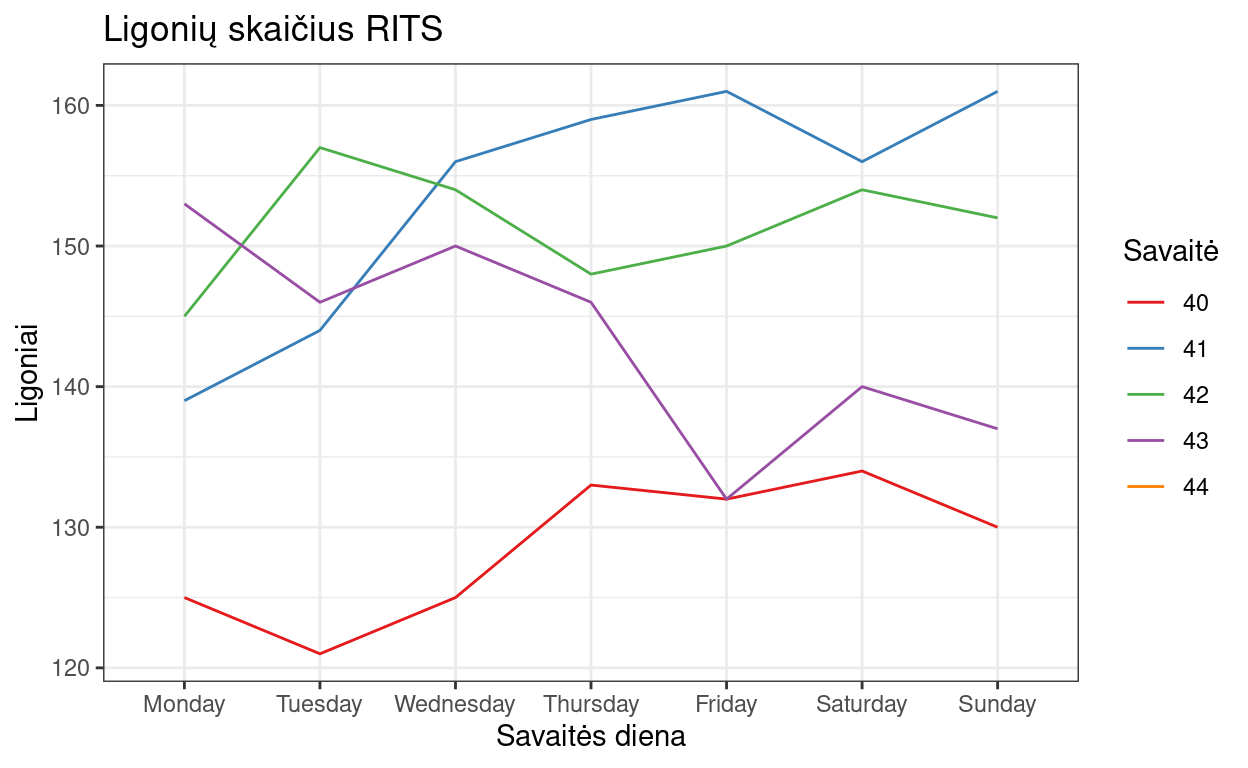 Ligonių skaičius RITS
Ligoniai
160
150
140
130
120
Monday Tuesday Wednesday Thursday Friday Saturday Sunday
Savaitės diena
Savaitė
40
41
42
43
44